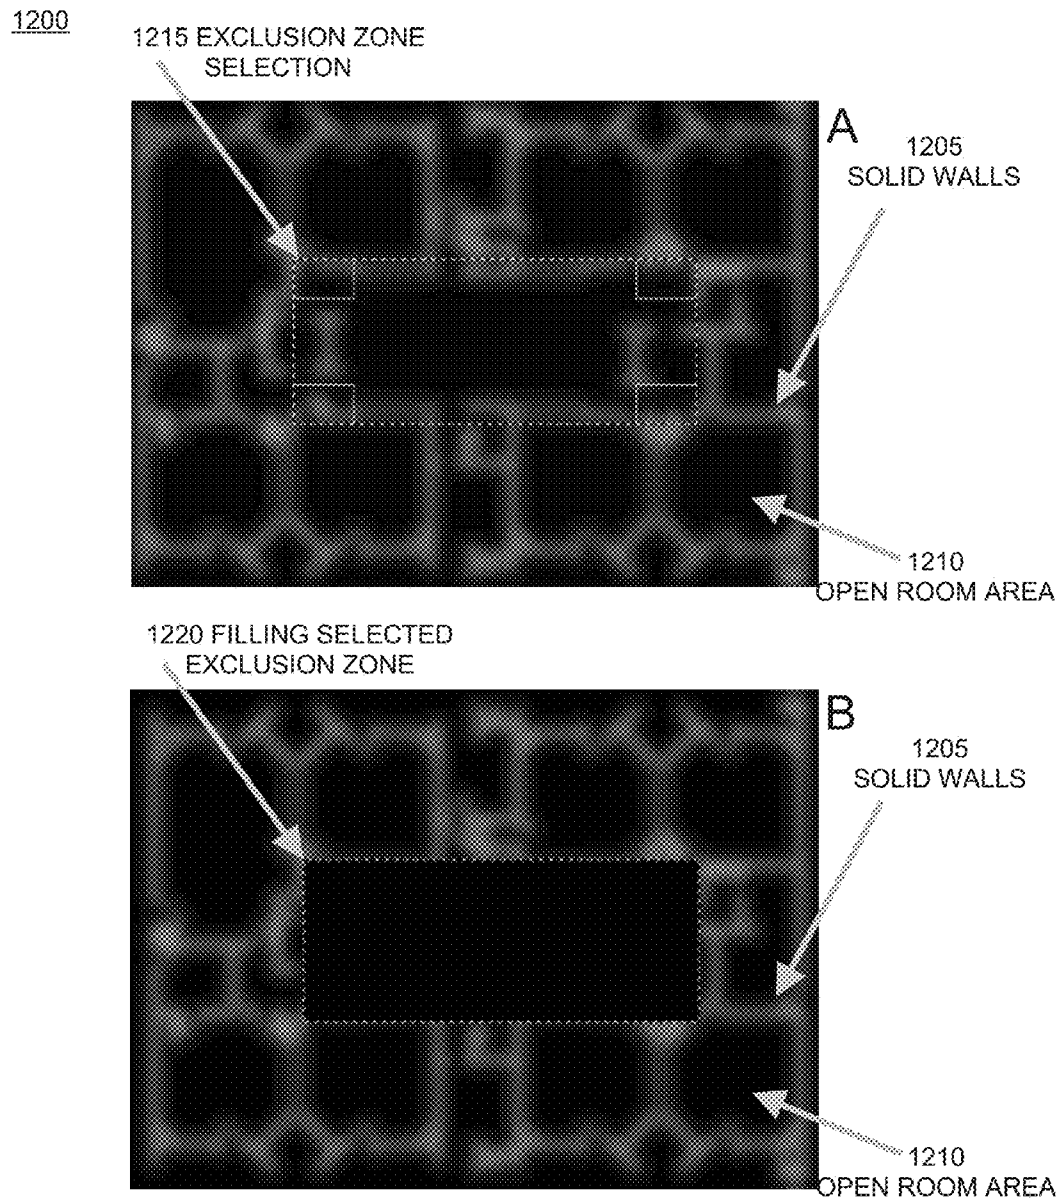 1200
1215 EXCLUSION ZONE
SELECTION
A
1205
SOLID WALLS
1210
OPEN ROOM AREA
1220 FILLING SELECTED
EXCLUSION ZONE
B
1205
SOLID WALLS
1210
OPEN ROOM AREA